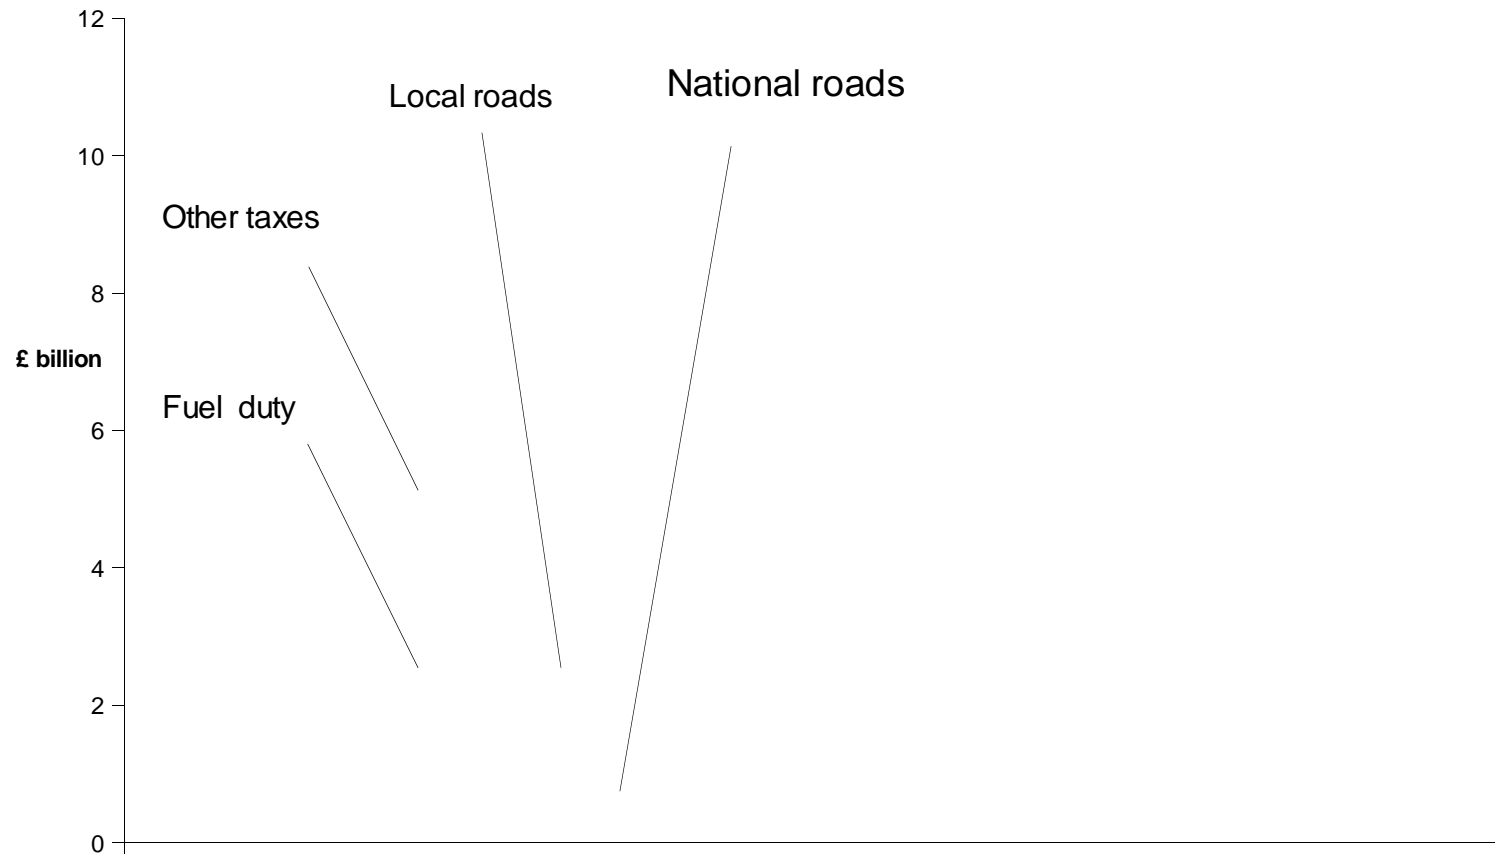 12
National roads
Local roads
10
Other taxes
8
£ billion
Fuel duty
6
4
2
0